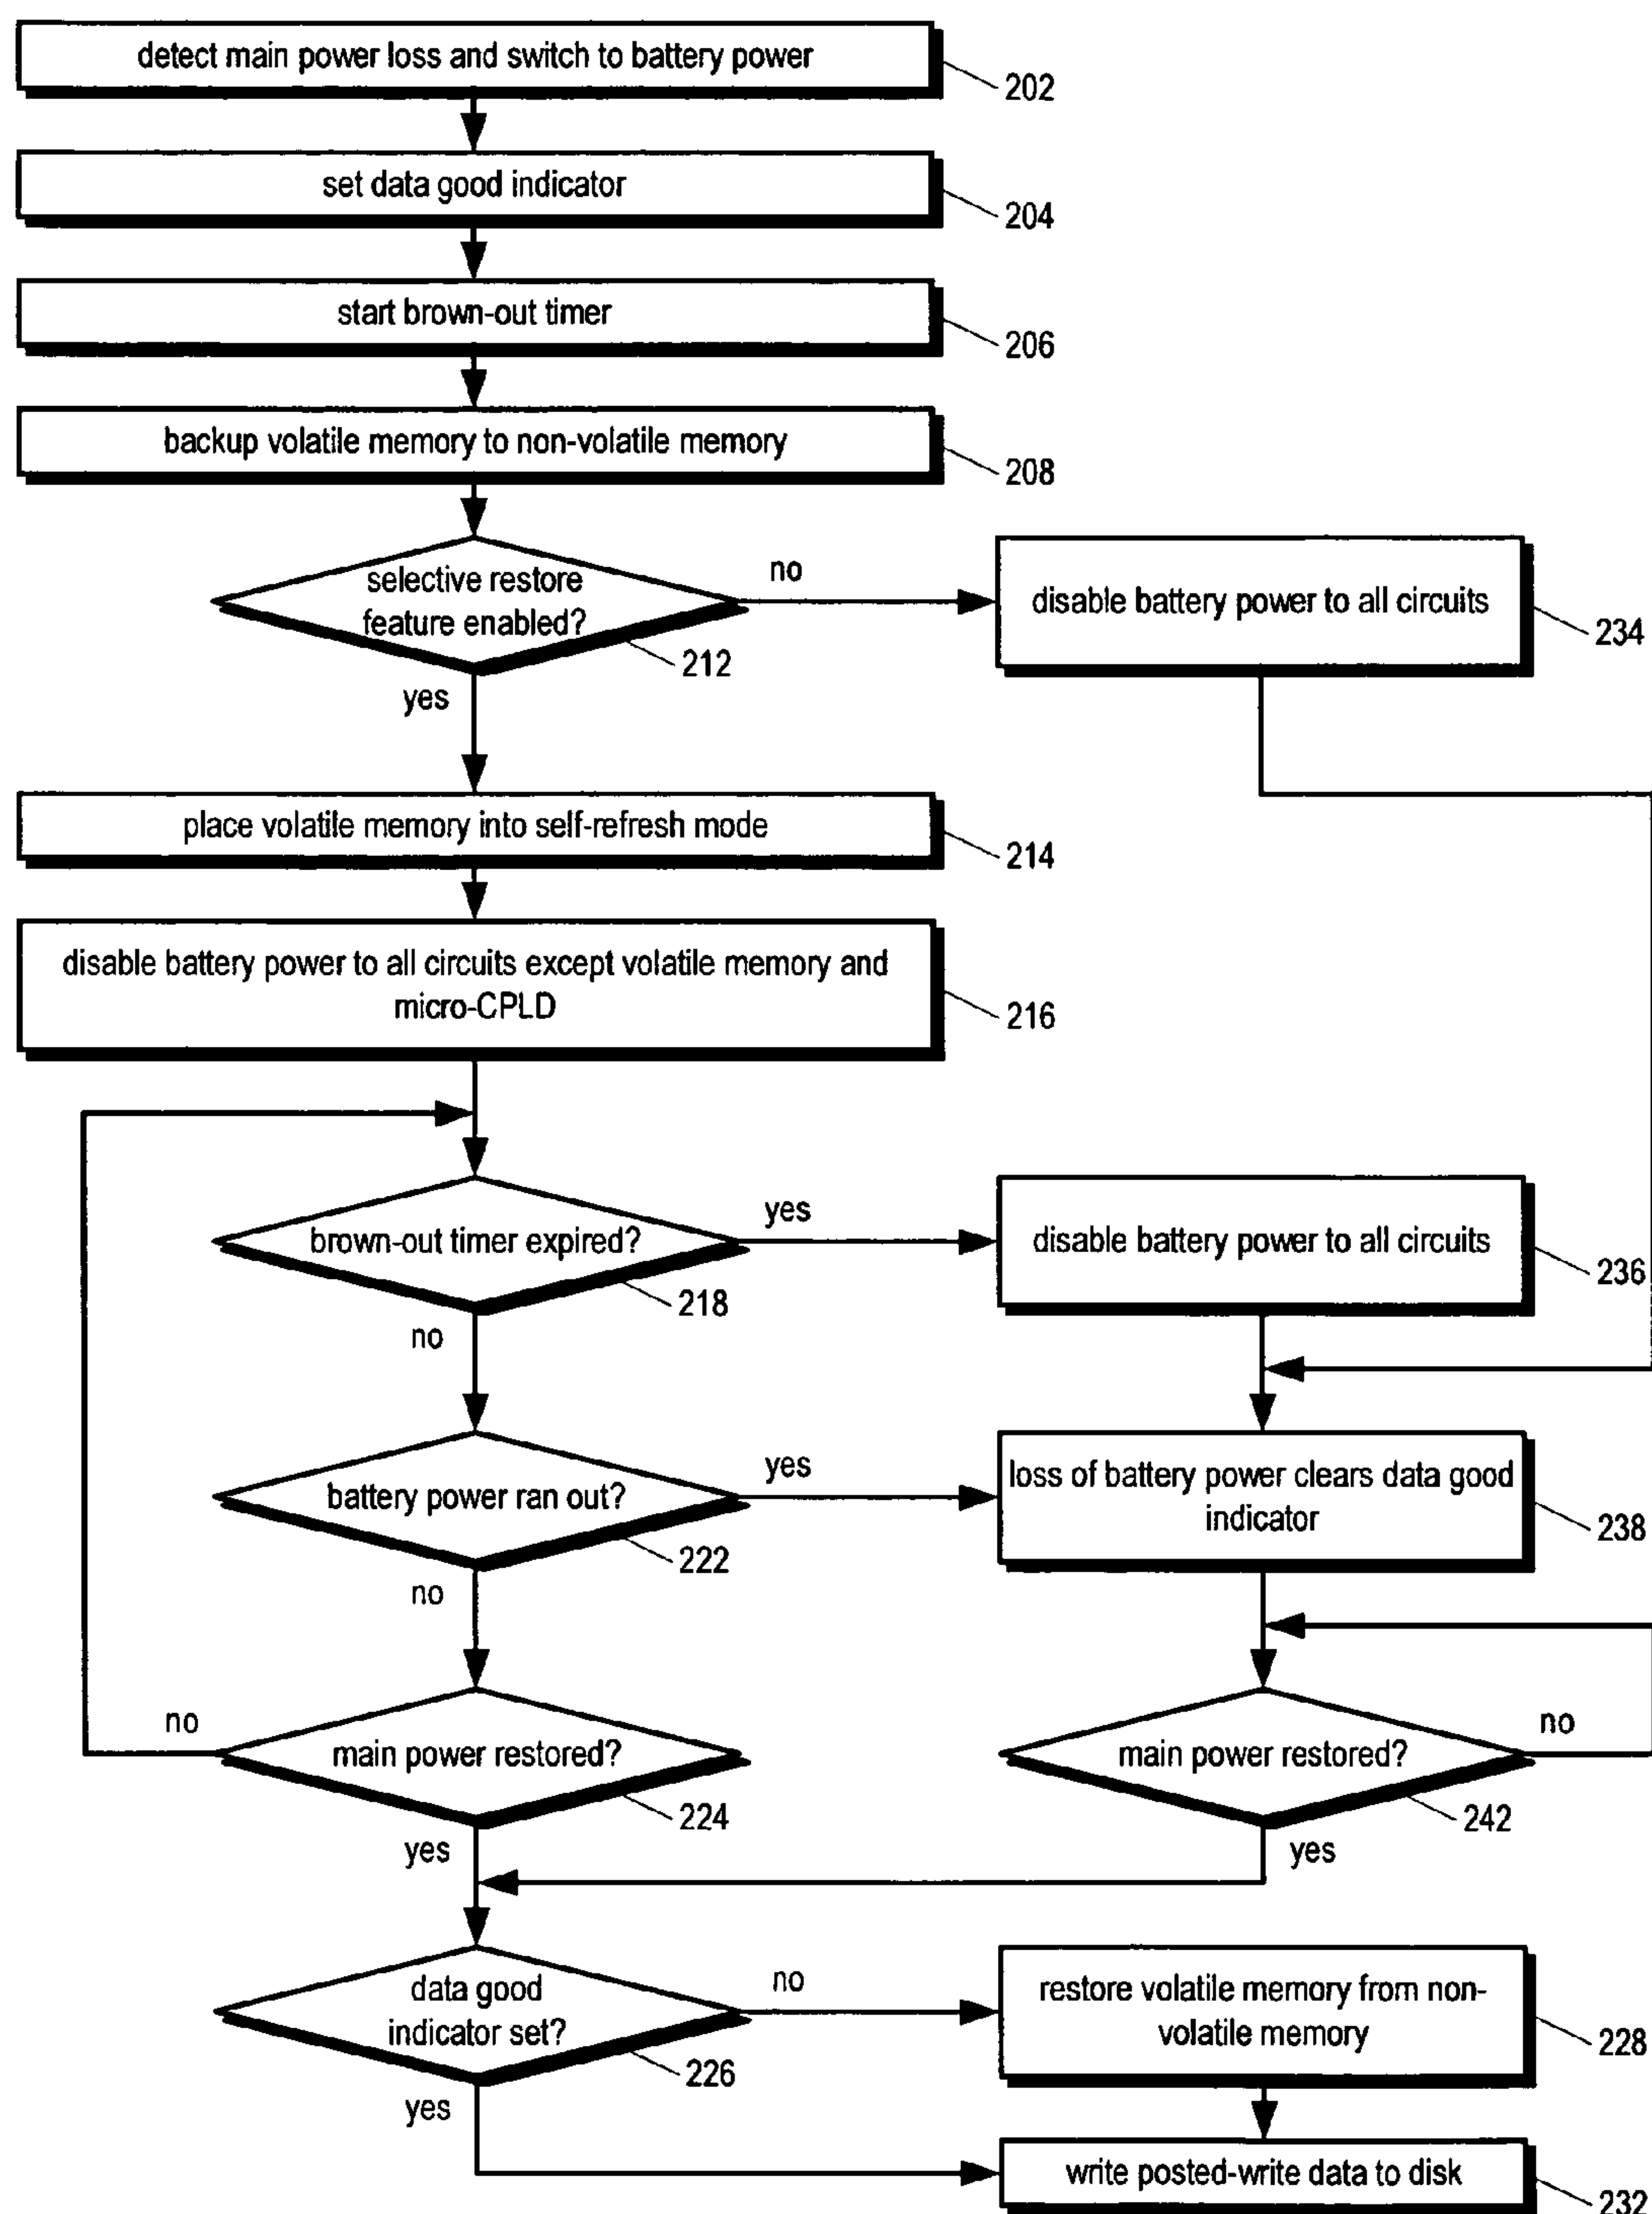 detect main power loss and switch to battery power
202
set data good indicator
204
start brown-out timer
206
backup volatile memory to non-volatile memory
208
selective restore
feature enabled?
212
no
yes
disable battery power to all circuits
234
place volatile memory into self-refresh mode
214
disable battery power to all circuits except volatile memory and
micro-CPLD
216
brown-out timer expired?
218
yes
no
disable battery power to all circuits
236
battery power ran out?
222
yes
no
loss of battery power clears data good
indicator
238
main power restored?
224
no
yes
main power restored?
242
no
yes
data good
indicator set?
226
no
yes
restore volatile memory from non-
volatile memory
228
write posted-write data to disk
232